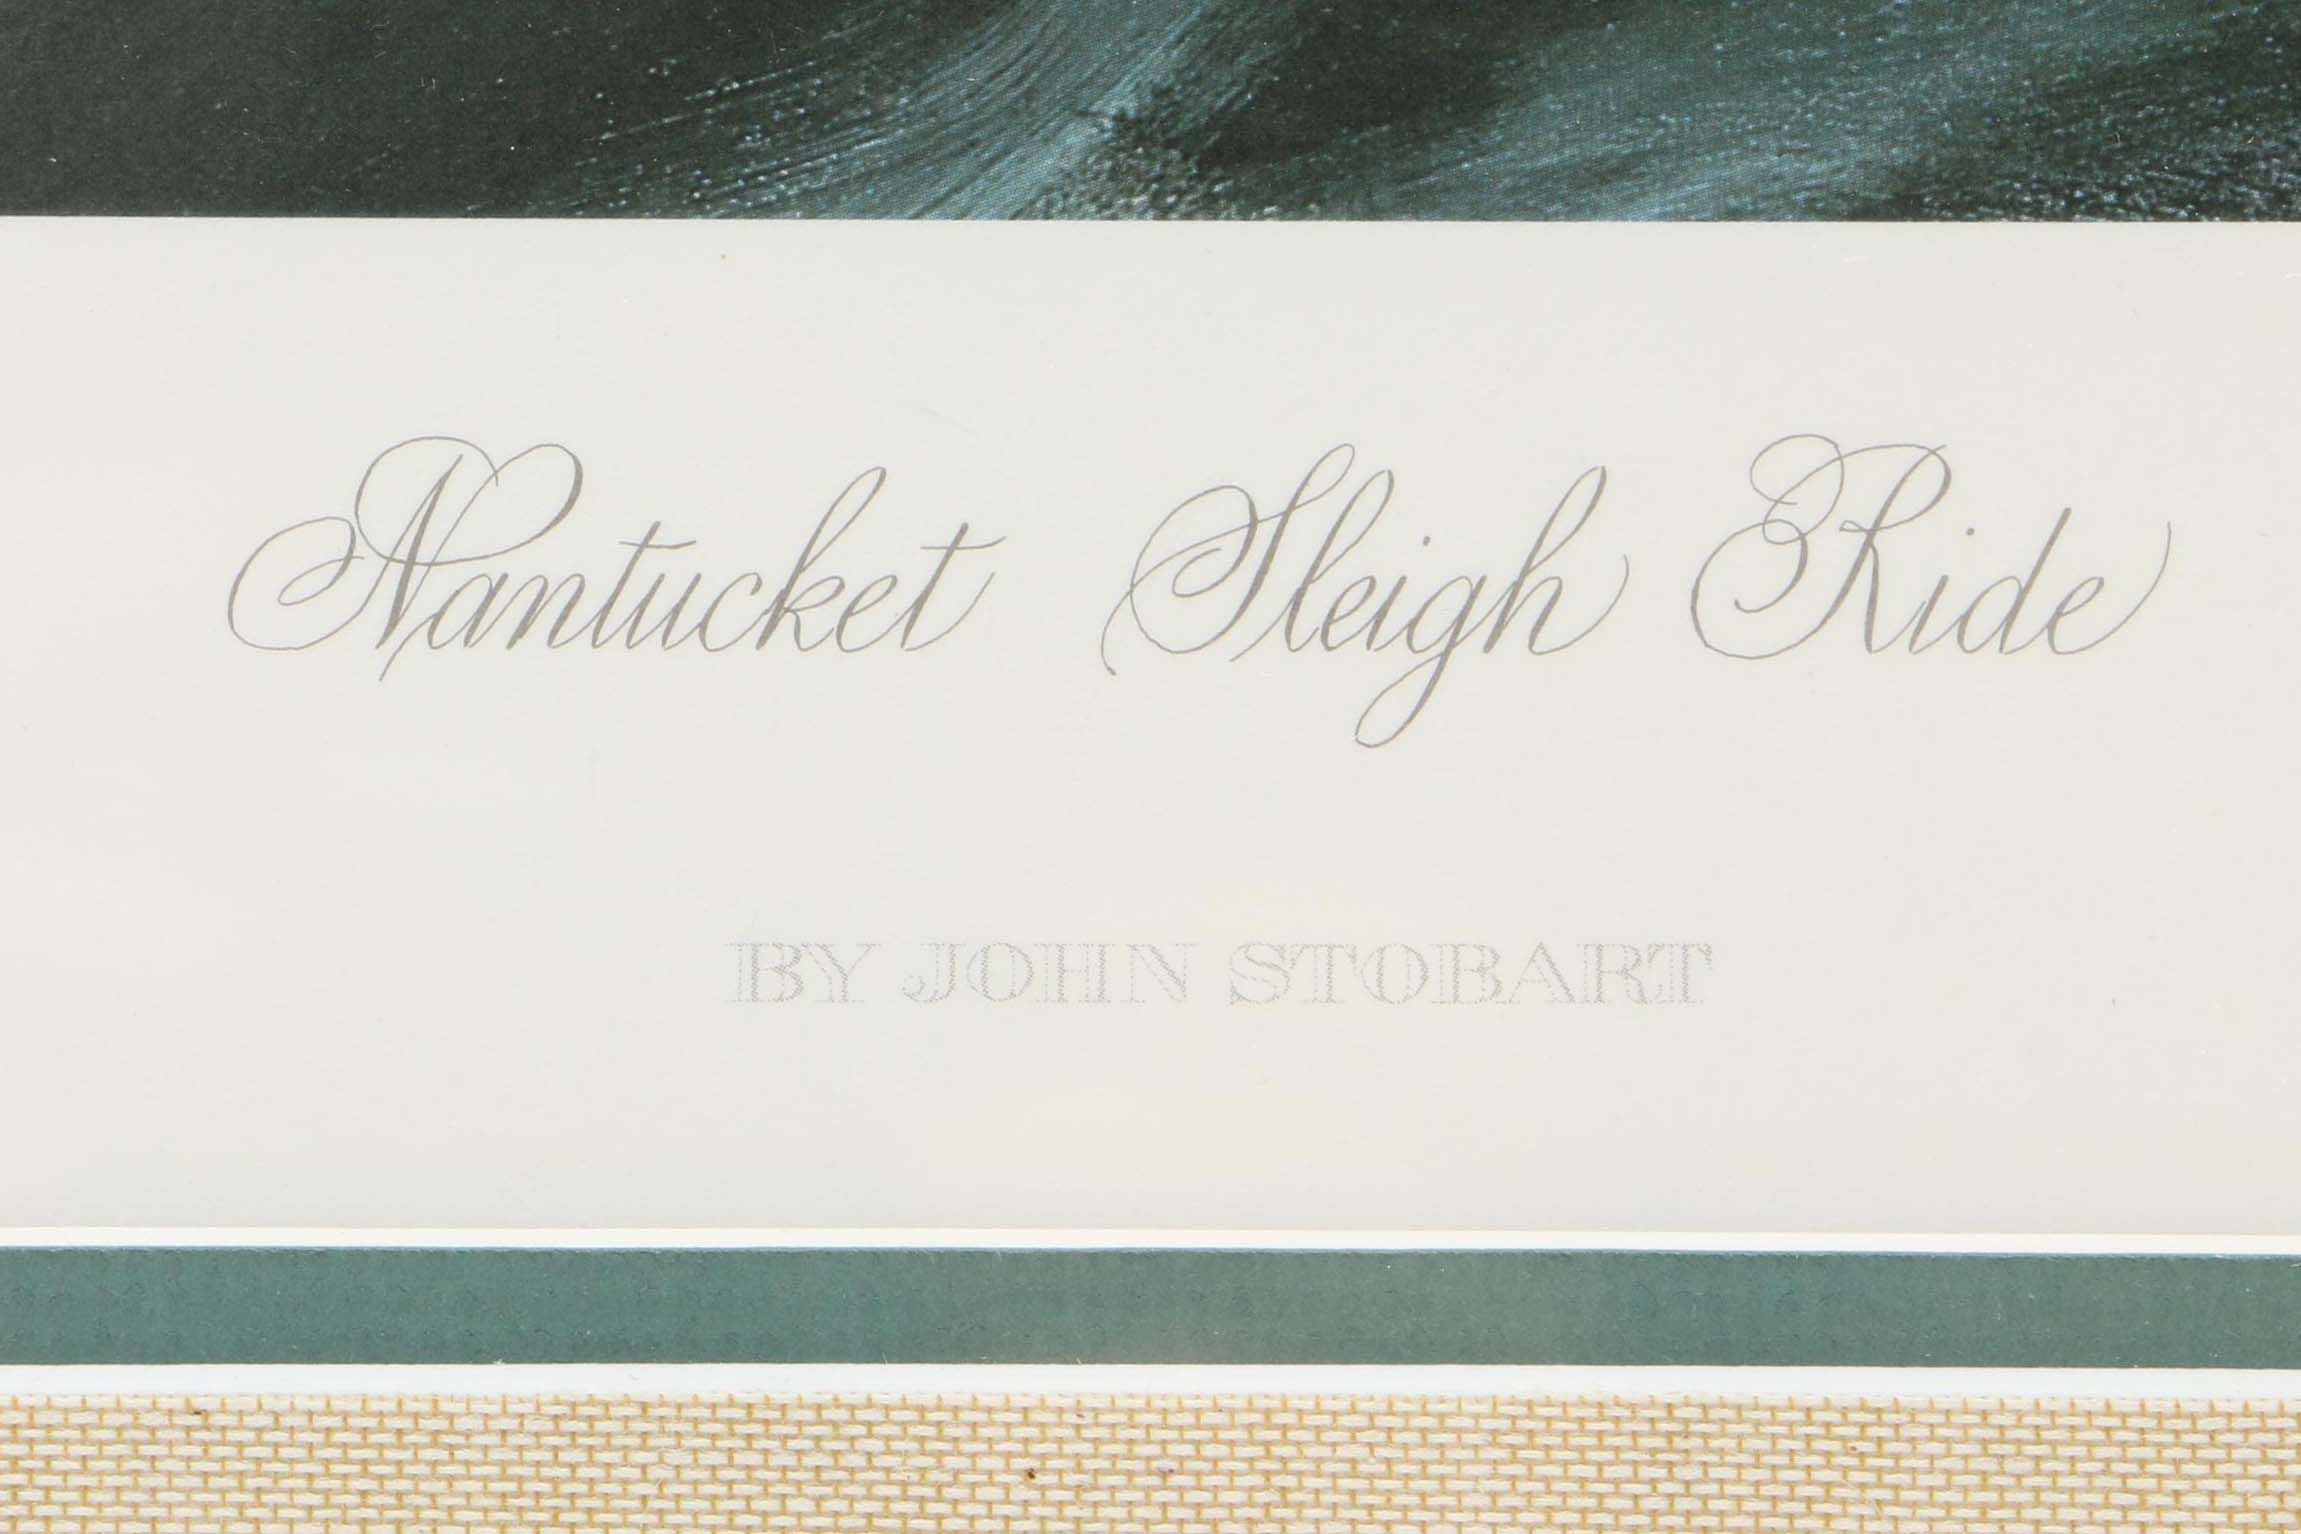 Nantucket Sleigh Ride
BY JOHN STOBART